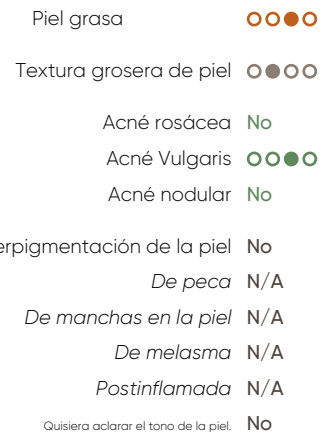 Piel grasa
Textura grosera de piel
Acné rosácea No
Acné Vulgaris
Acné nodular No
erpigmentación de la piel No
De peca N/A
De manchas en la piel N/A
De melasma N/A
Postinflamada N/A
Quisiera aclarar el tono de la piel. No